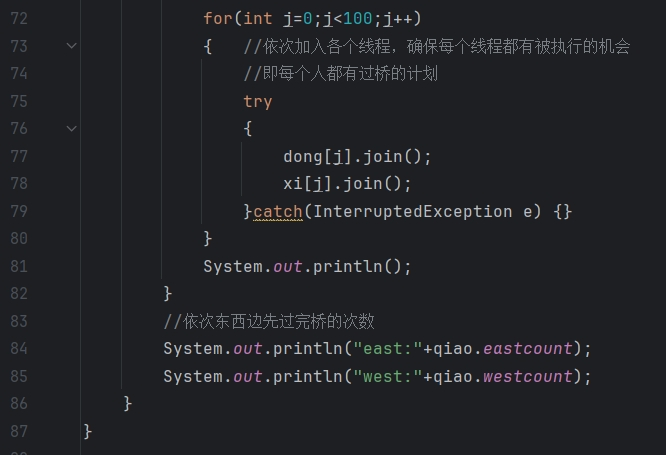 72 for(int j=0;j<100;j++)
73 { //依次加入各个线程，确保每个线程都有被执行的机会
74 //即每个人都有过桥的计划
75 try
76 {
77 dong[j].join();
78 xi[j].join();
79 }catch(InterruptedException e) {}
80 }
81 System.out.println();
82 }
83 //依次东西边先过完桥的次数
84 System.out.println("east:"+qiao.eastcount);
85 System.out.println("west:"+qiao.westcount);
86 }
87 }